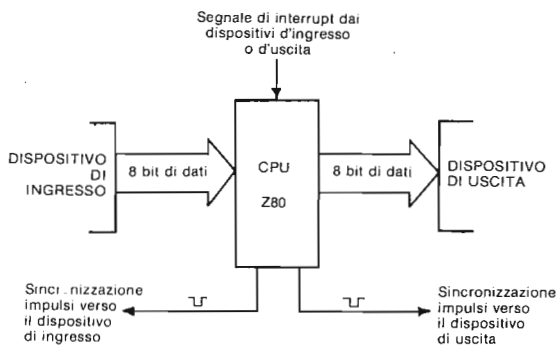 Segnale di interrupt dai
dispositivi d'ingresso
o d'uscita
DISPOSITIVO
DI
INGRESSO
8 bit di dati
CPU
Z80
8 bit di dati
DISPOSITIVO
DI USCITA
Sincronizzazione
impulsi verso
il dispositivo
di ingresso
Sincronizzazione
impulsi verso
il dispositivo
di uscita